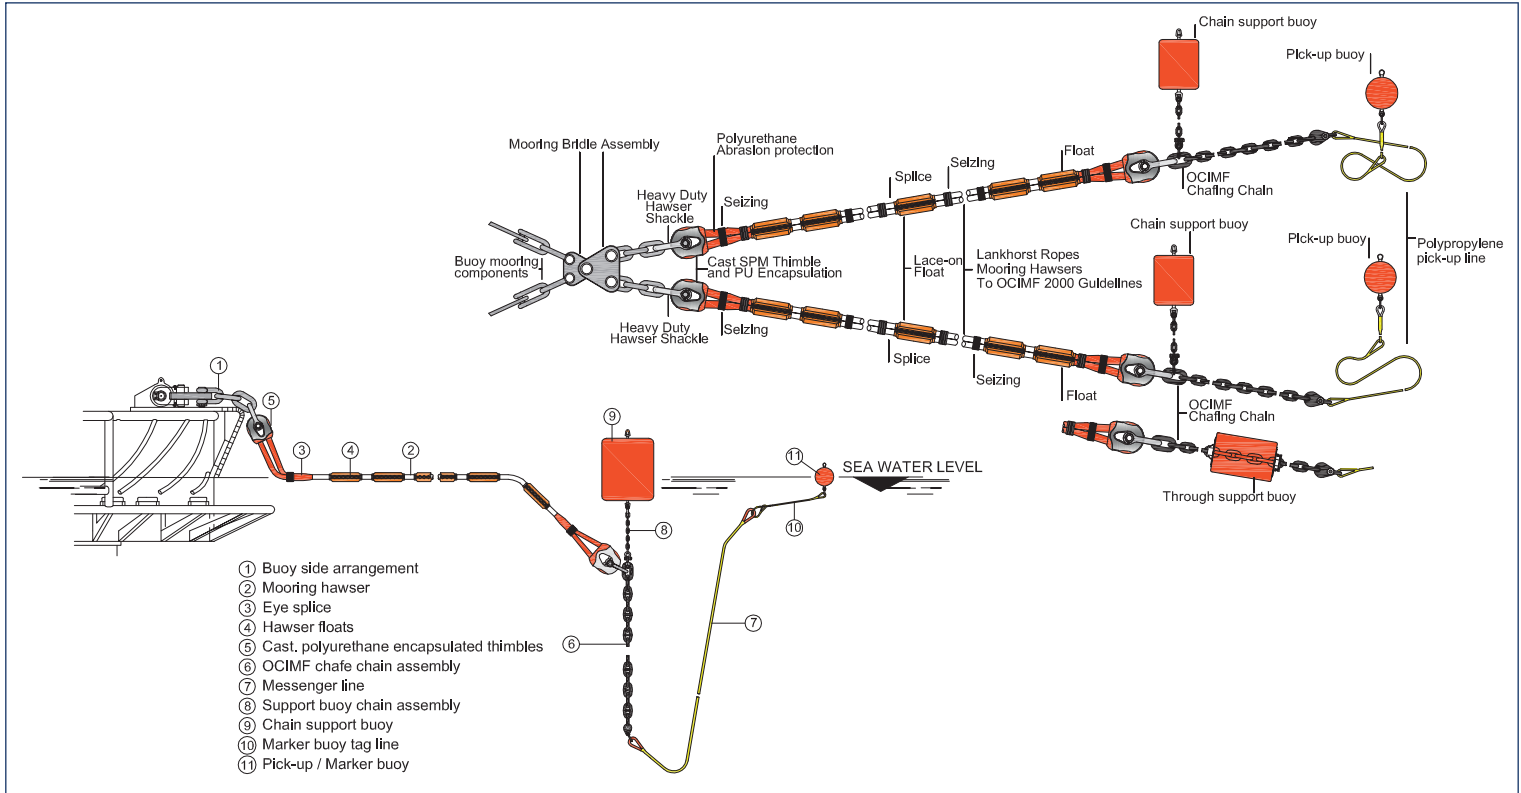 Chain support buoy
Pick-up buoy
Mooring Bridle Assembly
Polyurethane
Abrasion protection
Splice
Seizing
Float
OCIMF
Chafing Chain
Heavy Duty
Hawser
Shackle
Seizing
Chain support buoy
Pick-up buoy
Buoy mooring
components
Cast SPM Thimble
and PU Encapsulation
Lace-on
Float
Lankhorst Ropes
Mooring Hawsers
To OCIMF 2000 Guidelines
Polypropylene
pick-up line
Heavy Duty
Hawser Shackle
Seizing
Splice
Seizing
Float
OCIMF
Chafing Chain
Through support buoy
1
5
3
4
2
9
8
6
7
11
10
SEA WATER LEVEL
1 Buoy side arrangement
2 Mooring hawser
3 Eye splice
4 Hawser floats
5 Cast. polyurethane encapsulated thimbles
6 OCIMF chafe chain assembly
7 Messenger line
8 Support buoy chain assembly
9 Chain support buoy
10 Marker buoy tag line
11 Pick-up / Marker buoy